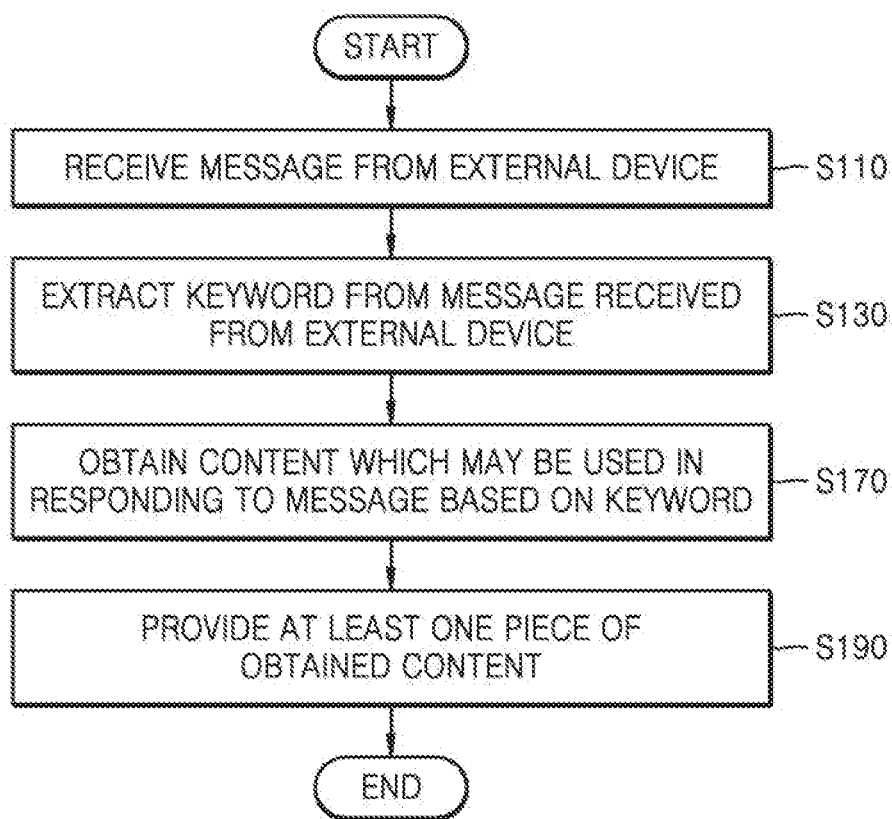 START
RECEIVE MESSAGE FROM EXTERNAL DEVICE
S110
EXTRACT KEYWORD FROM MESSAGE RECEIVED
FROM EXTERNAL DEVICE
S130
OBTAIN CONTENT WHICH MAY BE USED IN
RESPONDING TO MESSAGE BASED ON KEYWORD
S170
PROVIDE AT LEAST ONE PIECE OF
OBTAINED CONTENT
S190
END